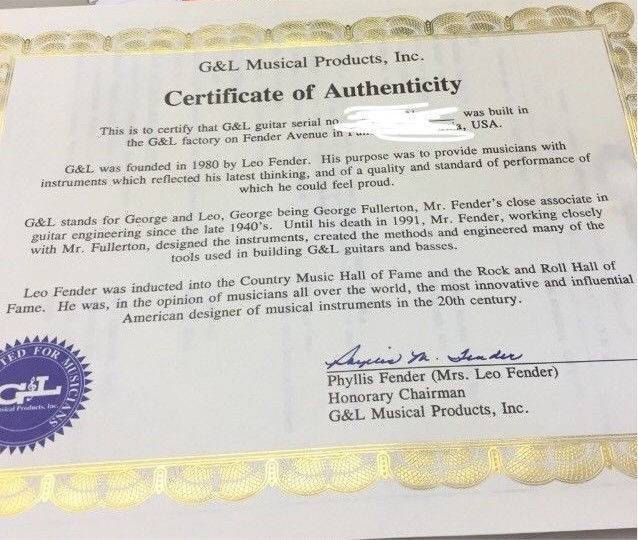 G&L Musical Products, Inc.
Certificate of Authenticity
This is to certify that G&L guitar serial no was built in
the G&L factory on Fender Avenue in USA.
G&L was founded in 1980 by Leo Fender. His purpose was to provide musicians with
instruments which reflected his latest thinking, and of a quality and standard of performance of
which he could feel proud.
G&L stands for George and Leo, George being George Fullerton, Mr. Fender's close associate in
guitar engineering since the late 1940's. Until his death in 1991, Mr. Fender, working closely
with Mr. Fullerton, designed the instruments, created the methods and engineered many of the
tools used in building G&L guitars and basses.
Leo Fender was inducted into the Country Music Hall of Fame and the Rock and Roll Hall of
Fame. He was, in the opinion of musicians all over the world, the most innovative and influential
American designer of musical instruments in the 20th century.
FOR MUSICIANS
G&L
Musical Products, Inc.
Phyllis M. Fender
Phyllis Fender (Mrs. Leo Fender)
Honorary Chairman
G&L Musical Products, Inc.